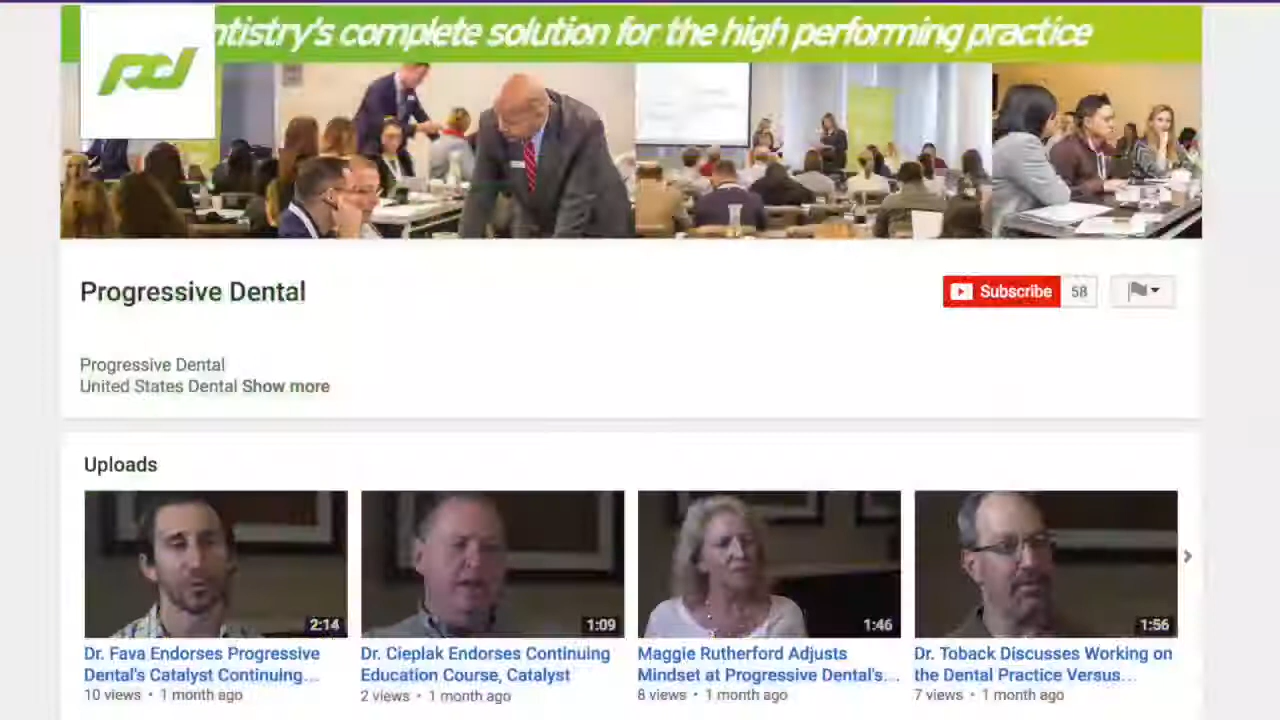 ntistry's complete solution for the high performing practice
pd
Progressive Dental
Subscribe 58
Progressive Dental
United States Dental Show more
Uploads
2:14 1:09 1:46 1:56
Dr. Fava Endorses Progressive
Dental's Catalyst Continuing...
10 views • 1 month ago
Dr. Cieplak Endorses Continuing
Education Course, Catalyst
2 views • 1 month ago
Maggie Rutherford Adjusts
Mindset at Progressive Dental's...
8 views • 1 month ago
Dr. Toback Discusses Working on
the Dental Practice Versus...
7 views • 1 month ago